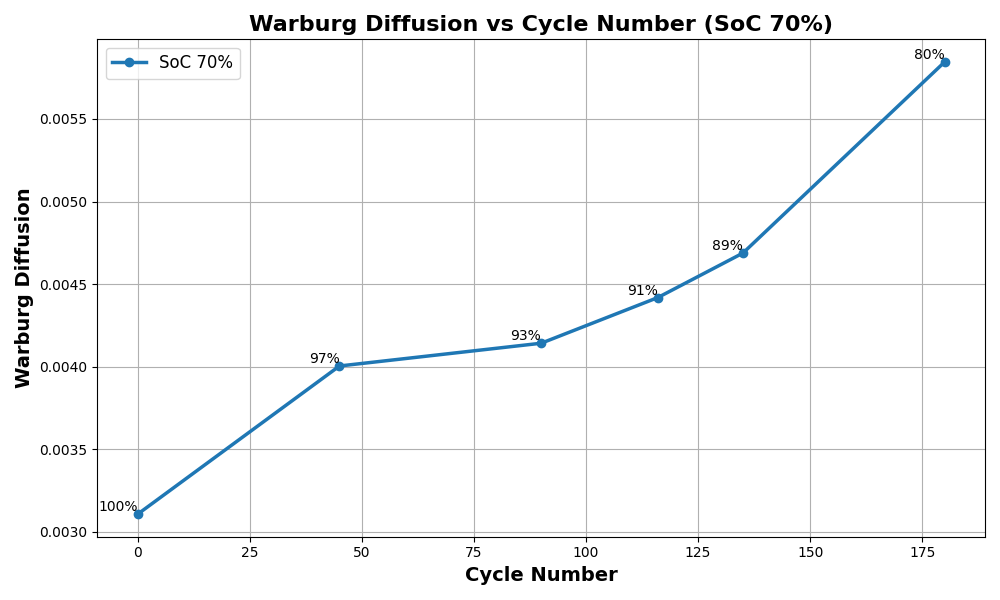 Warburg Diffusion vs Cycle Number (SoC 70%)
SoC 70%
80%
89%
91%
93%
97%
100%
0.0055
0.0050
0.0045
0.0040
0.0035
0.0030
Warburg Diffusion
0 25 50 75 100 125 150 175
Cycle Number